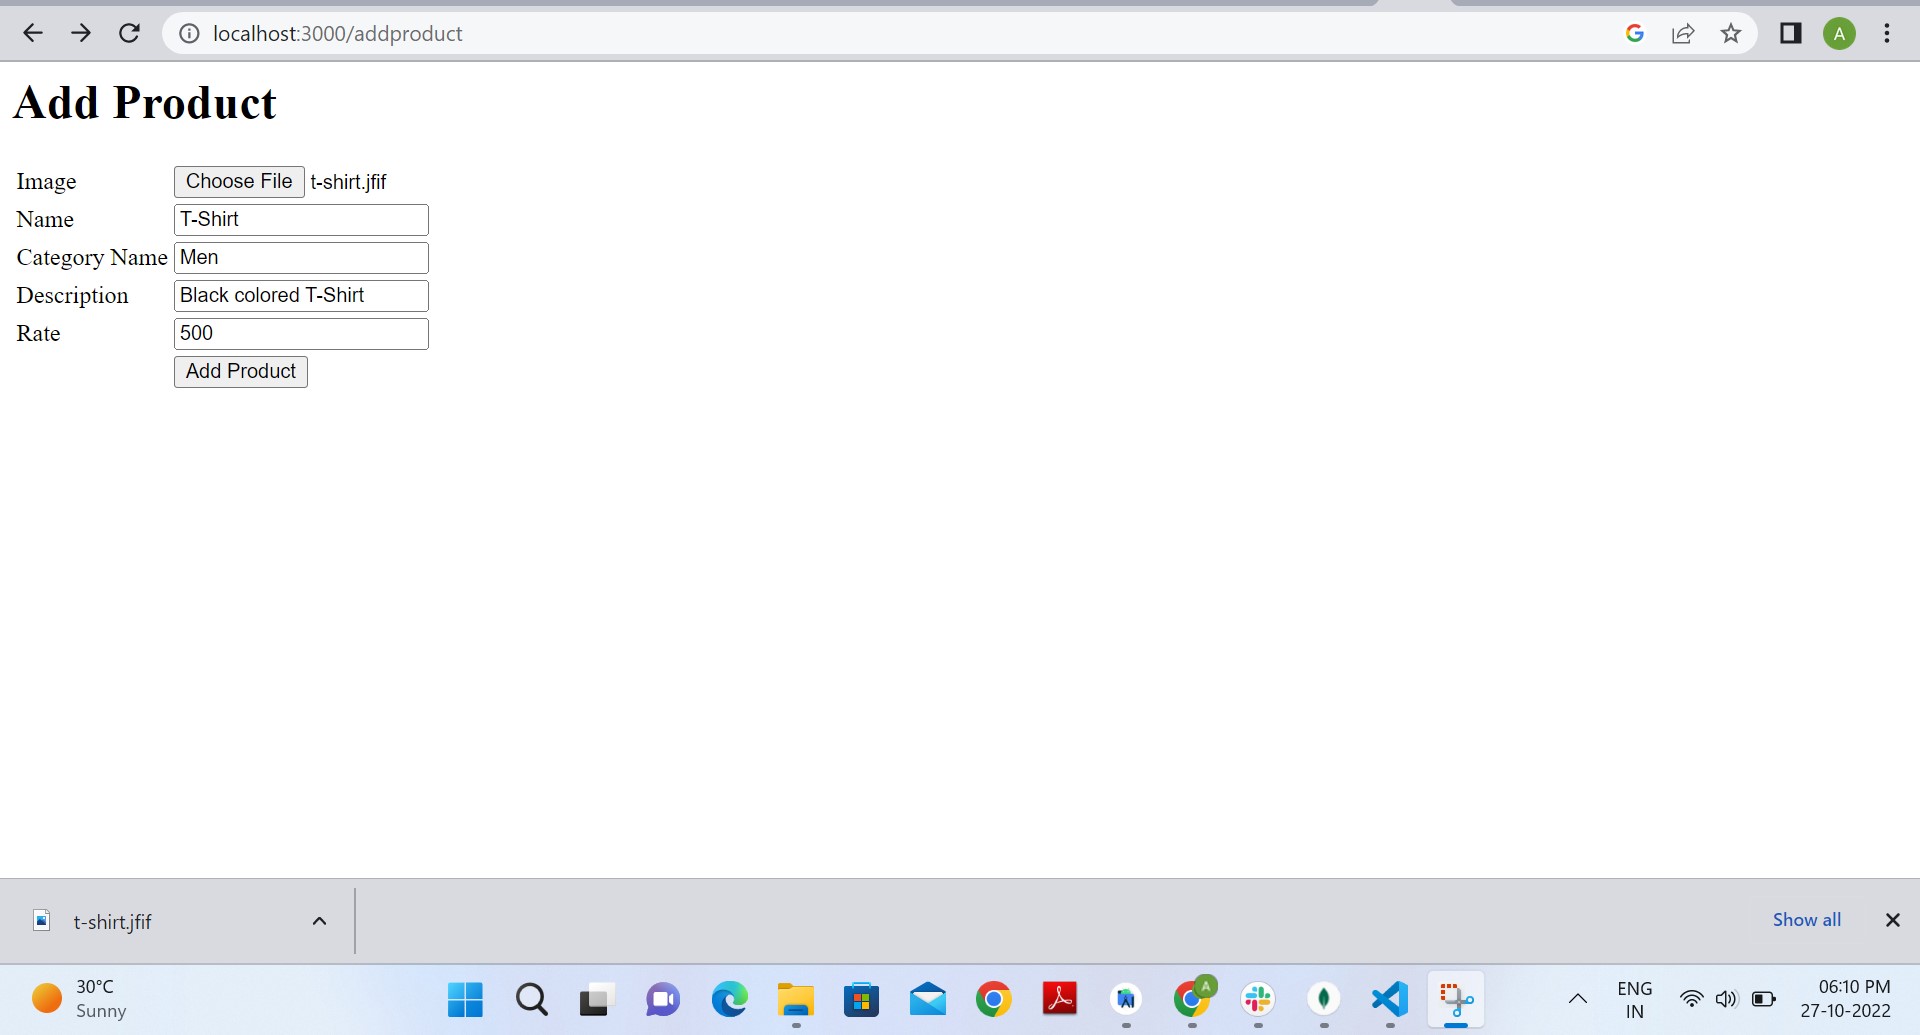 localhost:3000/addproduct
A
Add Product
Image Choose File t-shirt.jfif
Name T-Shirt
Category Name Men
Description Black colored T-Shirt
Rate 500
Add Product
t-shirt.jfif
Show all
30°C
Sunny
A
ENG
IN
06:10 PM
27-10-2022